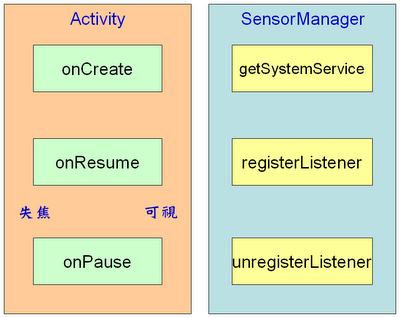 Activity
onCreate
onResume
失焦
可視
onPause
SensorManager
getSystemService
registerListener
unregisterListener